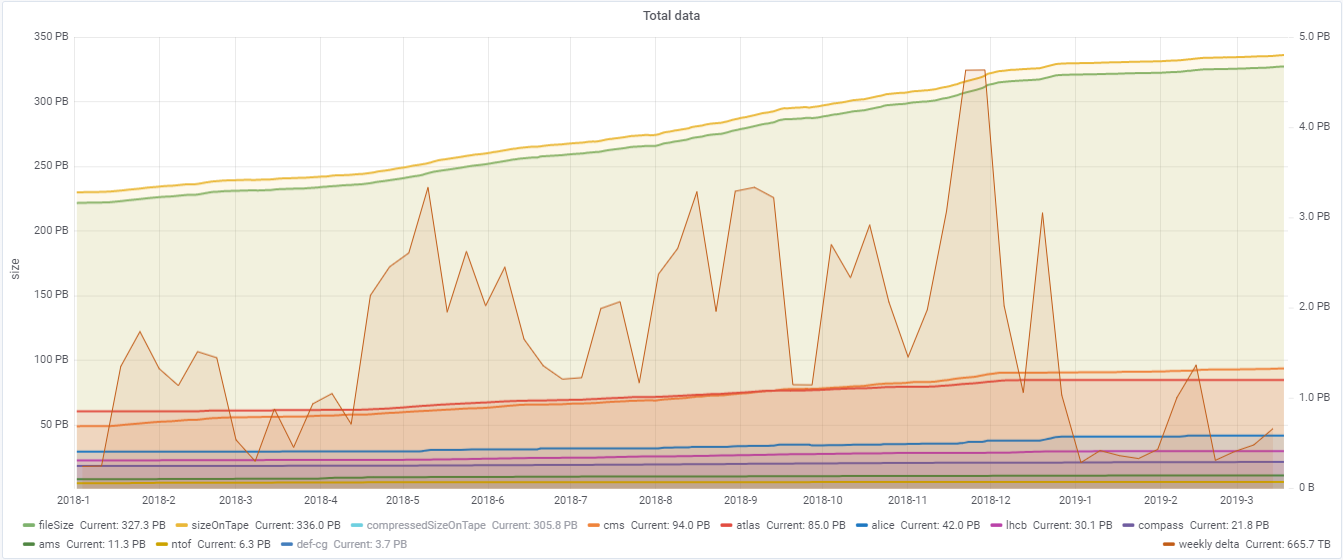 Total data
350 PB
300 PB
250 PB
200 PB
150 PB
100 PB
50 PB
size
5.0 PB
4.0 PB
3.0 PB
2.0 PB
1.0 PB
0 B
2018-1 2018-2 2018-3 2018-4 2018-5 2018-6 2018-7 2018-8 2018-9 2018-10 2018-11 2018-12 2019-1 2019-2 2019-3
fileSize Current: 327.3 PB sizeOnTape Current: 336.0 PB compressedSizeOnTape Current: 305.8 PB cms Current: 94.0 PB atlas Current: 85.0 PB alice Current: 42.0 PB lhcb Current: 30.1 PB compass Current: 21.8 PB
ams Current: 11.3 PB ntof Current: 6.3 PB def-cg Current: 3.7 PB weekly delta Current: 665.7 TB